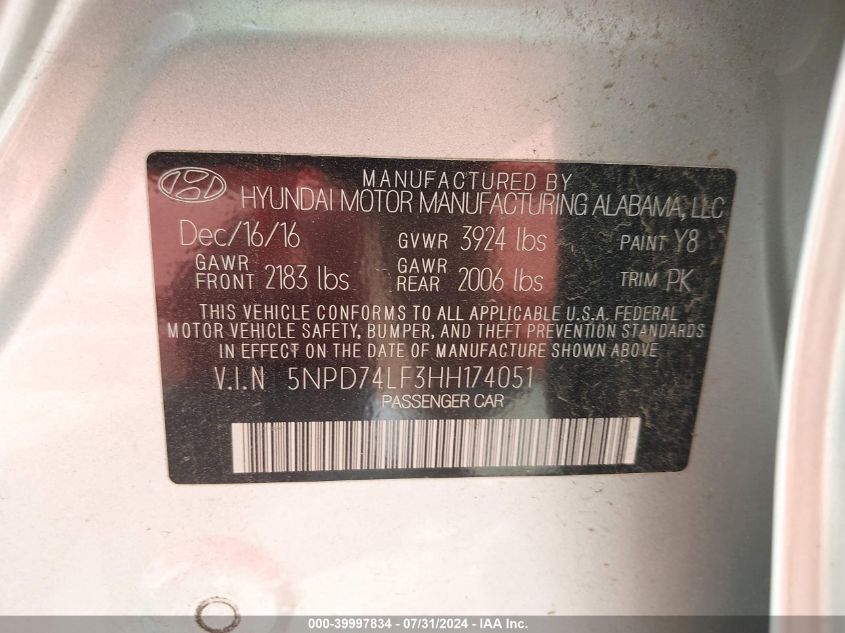 MANUFACTURED BY
HYUNDAI MOTOR MANUFACTURING ALABAMA, LLC
Dec/16/16 GVWR 3924 lbs PAINT Y8
GAWR FRONT 2183 lbs GAWR REAR 2006 lbs TRIM PK
THIS VEHICLE CONFORMS TO ALL APPLICABLE U.S.A. FEDERAL
MOTOR VEHICLE SAFETY, BUMPER, AND THEFT PREVENTION STANDARDS
IN EFFECT ON THE DATE OF MANUFACTURE SHOWN ABOVE
V.I.N 5NPD74LF3HH174051
PASSENGER CAR
000-39997834 - 07/31/2024 - IAA Inc.